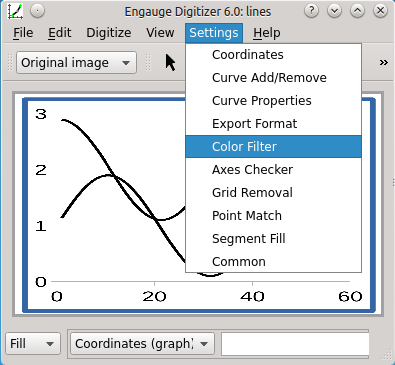 Engauge Digitizer 6.0: lines
File Edit Digitize View Settings Help
Original image
»
Coordinates
Curve Add/Remove
Curve Properties
Export Format
Color Filter
Axes Checker
Grid Removal
Point Match
Segment Fill
Common
3
2
1
0
0 20 60
Fill Coordinates (graph)